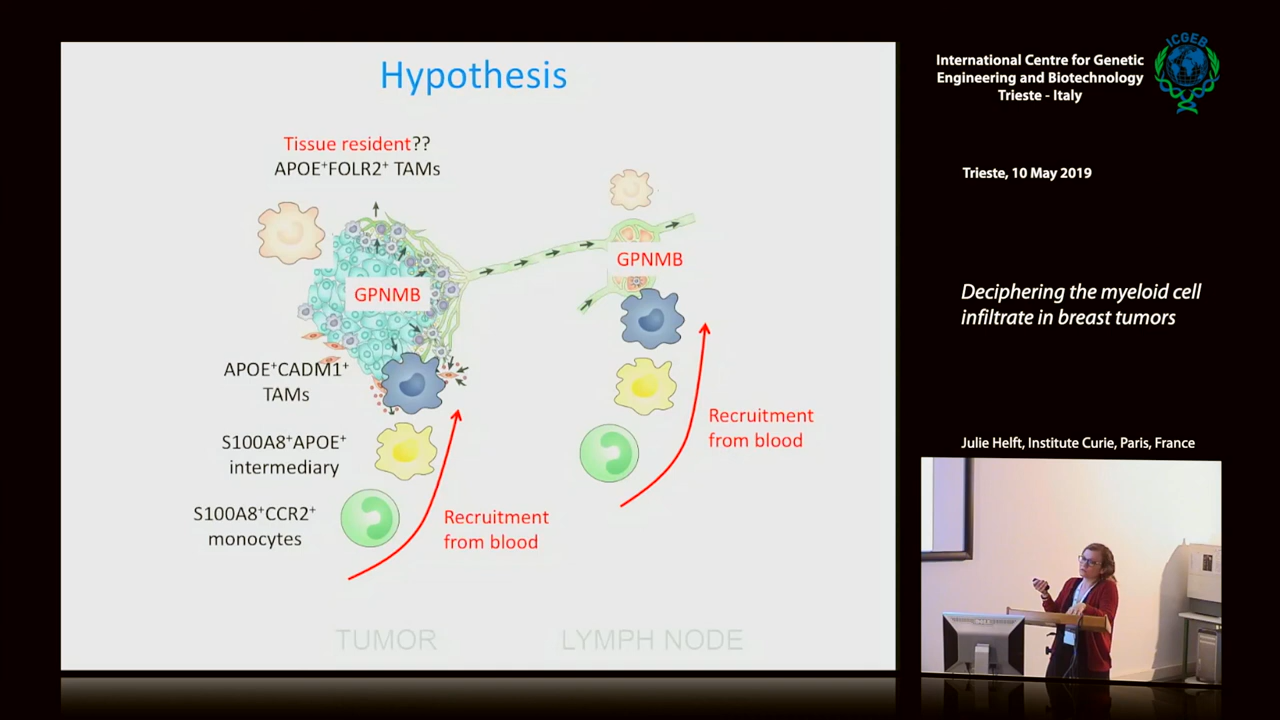 Hypothesis
Tissue resident??
APOE⁺FOLR2⁺ TAMs
GPNMB
GPNMB
APOE⁺CADM1⁺
TAMs
S100A8⁺APOE⁺
intermediary
S100A8⁺CCR2⁺
monocytes
Recruitment
from blood
Recruitment
from blood
TUMOR
LYMPH NODE
International Centre for Genetic
Engineering and Biotechnology
Trieste - Italy
ICGEB
Trieste, 10 May 2019
Deciphering the myeloid cell
infiltrate in breast tumors
Julie Helft, Institute Curie, Paris, France
DELL